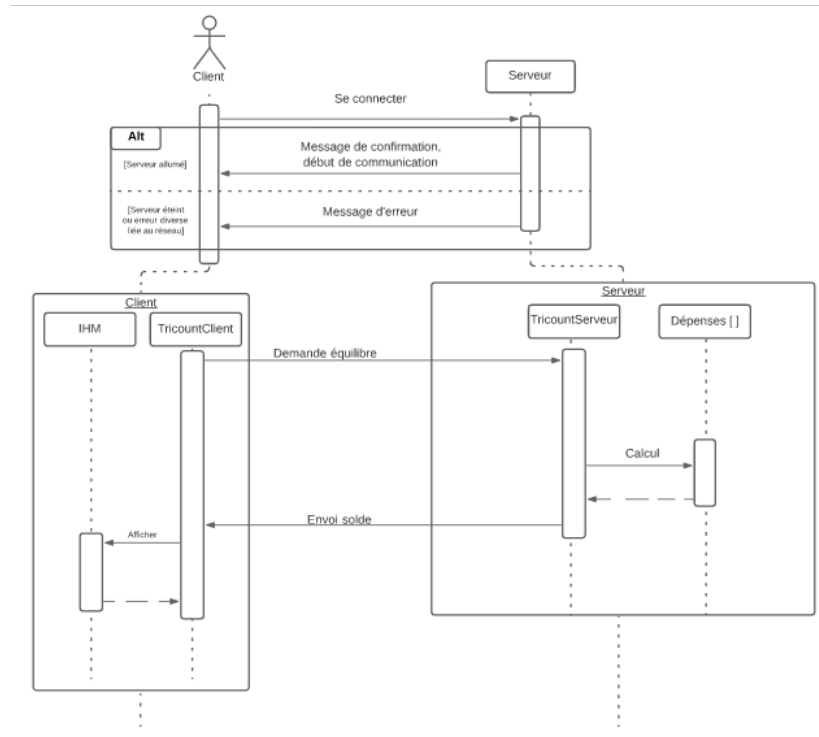 Client
Serveur
Se connecter
Alt
[Serveur allumé]
Message de confirmation,
début de communication
[Serveur éteint
ou erreur diverse
liée au réseau]
Message d'erreur
Client
Serveur
IHM
TricountClient
TricountServeur
Dépenses [ ]
Demande équilibre
Calcul
Envoi solde
Afficher